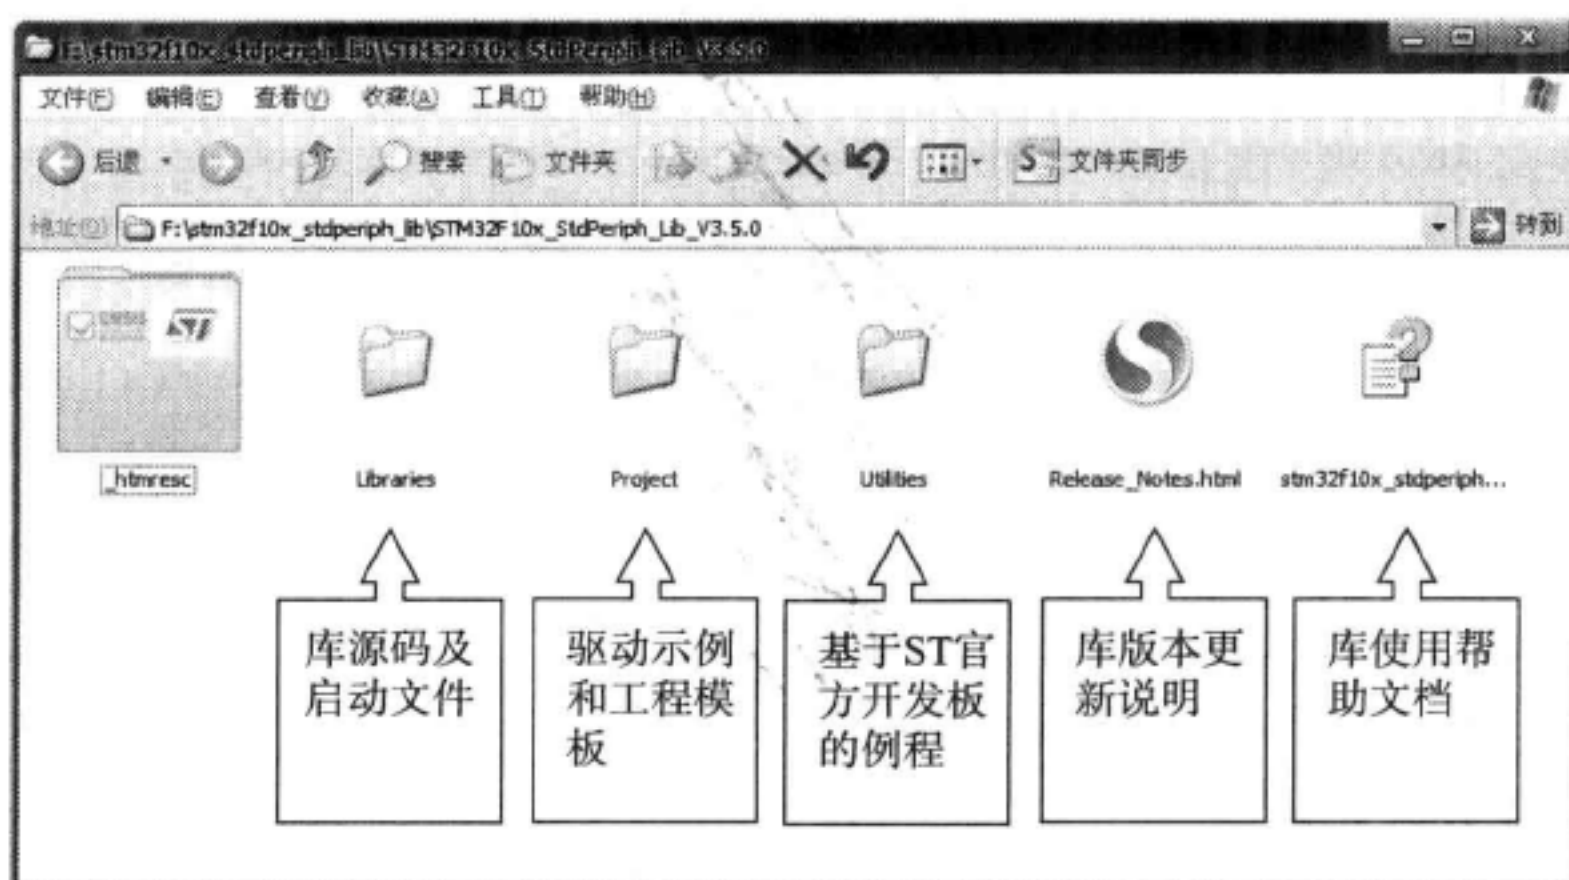 F:\stm32f10x_stdperiph_lib\STM32F10x_StdPeriph_Lib_V3.5.0
文件(F) 编辑(E) 查看(V) 收藏(A) 工具(T) 帮助(H)
后退 搜索 文件夹 文件夹同步
地址(D) F:\stm32f10x_stdperiph_lib\STM32F10x_StdPeriph_Lib_V3.5.0 转到
_htmresc Libraries Project Utilities Release_Notes.html stm32f10x_stdperiph...
库源码及
启动文件
驱动示例
和工程模
板
基于ST官
方开发板
的例程
库版本更
新说明
库使用帮
助文档